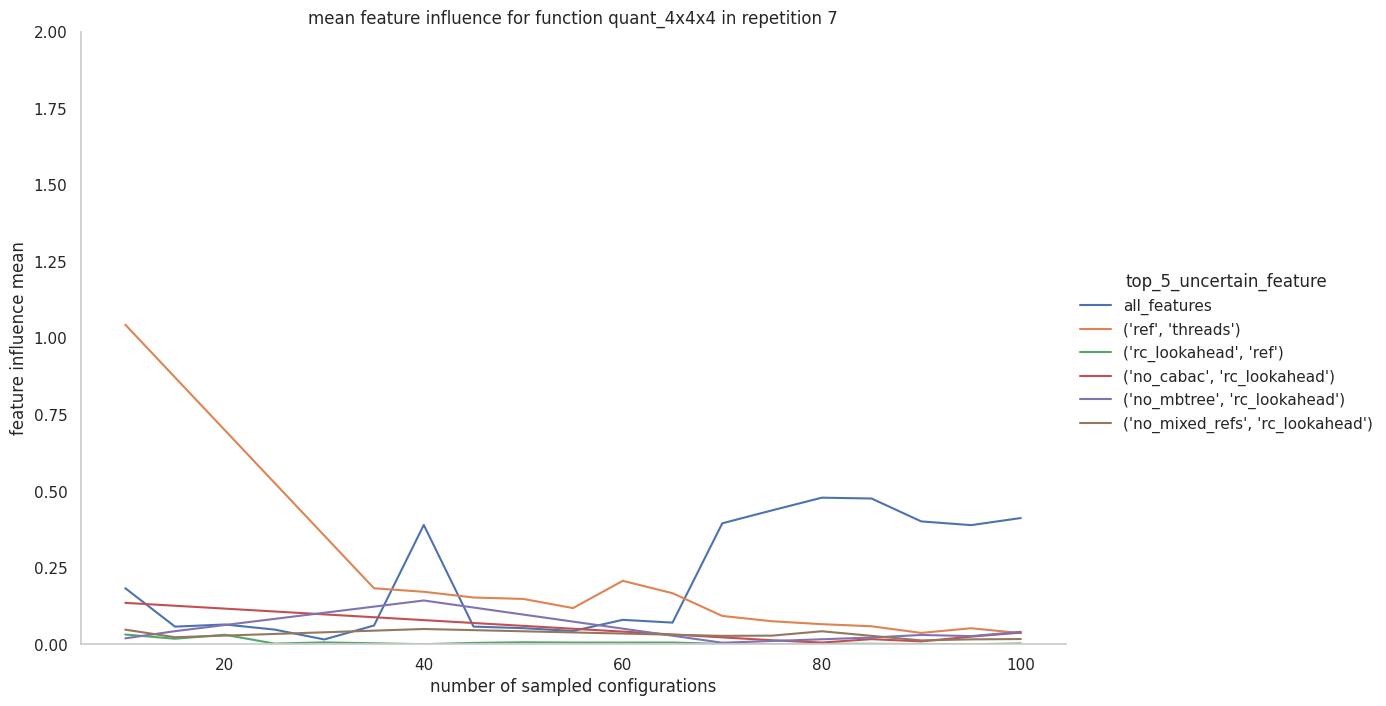 mean feature influence for function quant_4x4x4 in repetition 7
2.00
1.75
1.50
1.25
1.00
0.75
0.50
0.25
0.00
feature influence mean
20
40
60
80
100
number of sampled configurations
top_5_uncertain_feature
all_features
('ref', 'threads')
('rc_lookahead', 'ref')
('no_cabac', 'rc_lookahead')
('no_mbtree', 'rc_lookahead')
('no_mixed_refs', 'rc_lookahead')